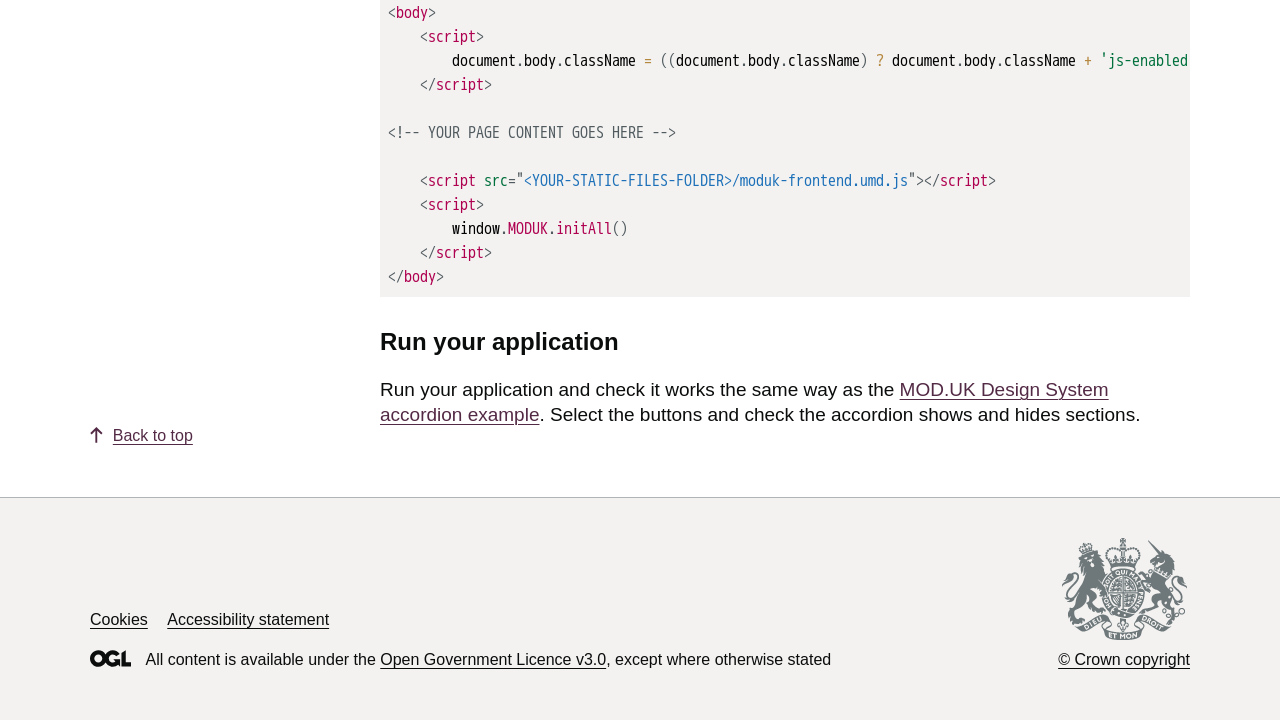 <body>
<script>
document.body.className = ((document.body.className) ? document.body.className + 'js-enabled
</script>
<!-- YOUR PAGE CONTENT GOES HERE -->
<script src="<YOUR-STATIC-FILES-FOLDER>/moduk-frontend.umd.js"></script>
<script>
window.MODUK.initAll()
</script>
</body>
Run your application
Run your application and check it works the same way as the MOD.UK Design System
accordion example. Select the buttons and check the accordion shows and hides sections.
Back to top
Cookies Accessibility statement
OGL All content is available under the Open Government Licence v3.0, except where otherwise stated
DIEU ET MON DROIT
© Crown copyright